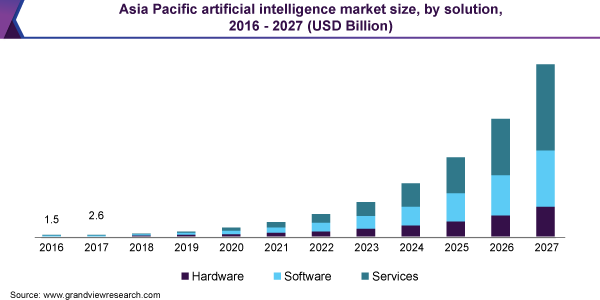 Asia Pacific artificial intelligence market size, by solution,
2016 - 2027 (USD Billion)
1.5 2.6
2016 2017 2018 2019 2020 2021 2022 2023 2024 2025 2026 2027
Hardware Software Services
Source: www.grandviewresearch.com